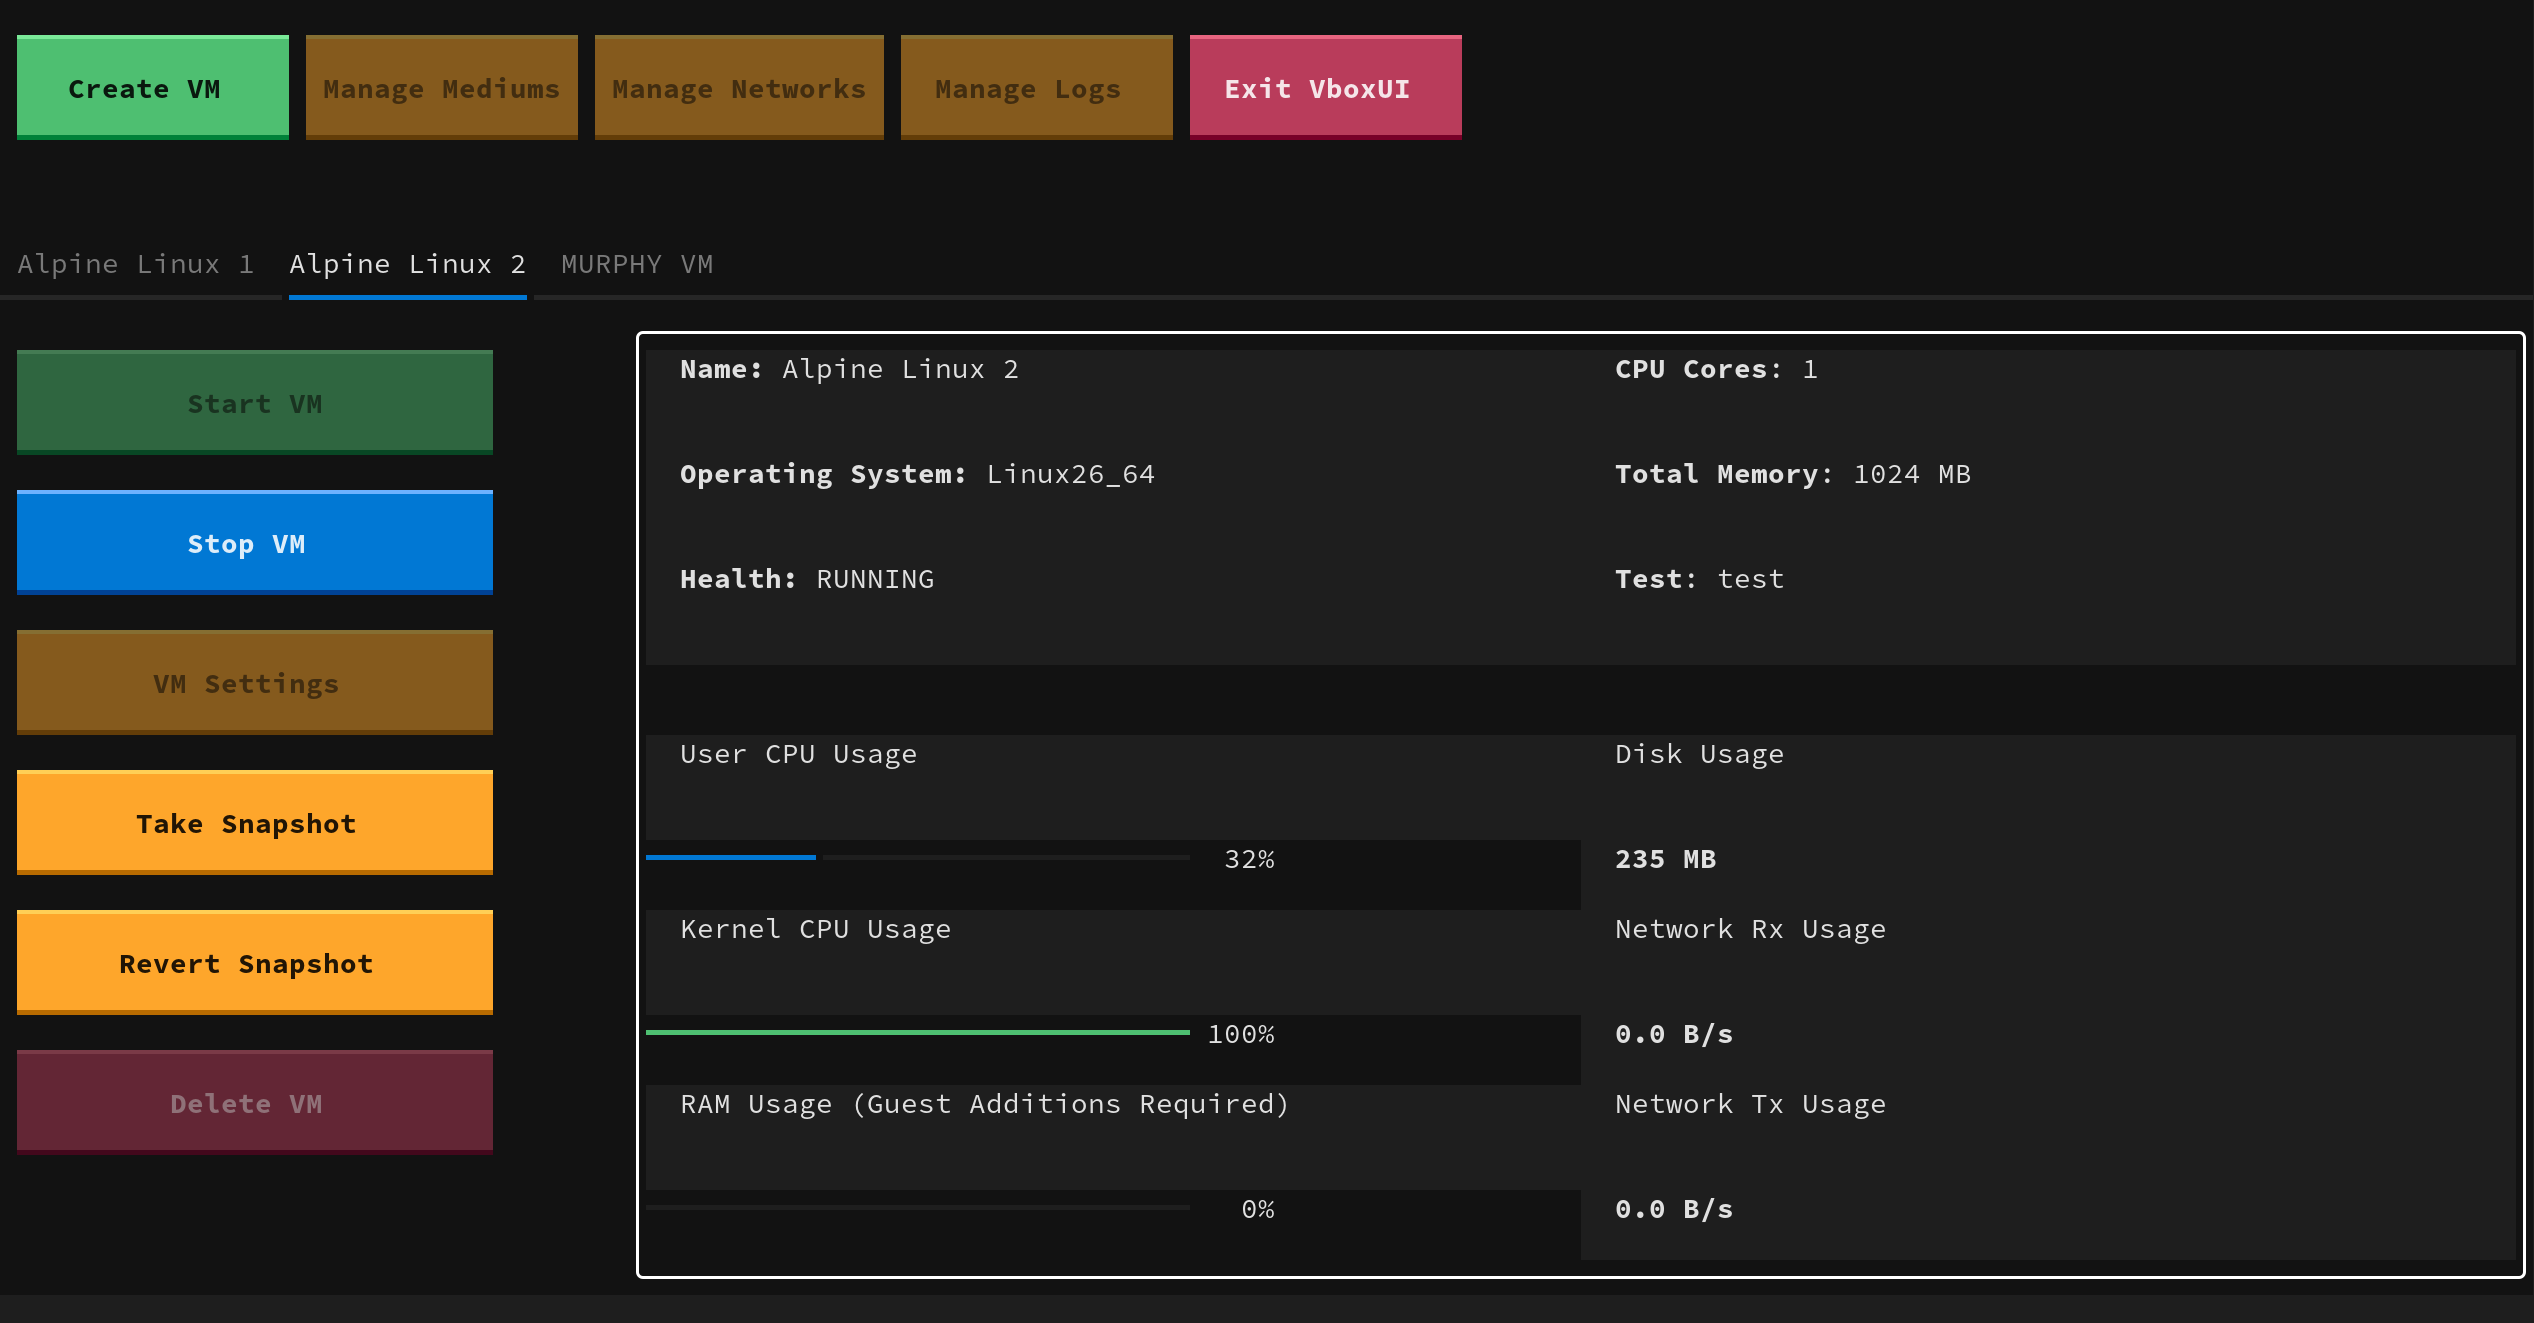 Create VM Manage Mediums Manage Networks Manage Logs Exit VboxUI
Alpine Linux 1 Alpine Linux 2 MURPHY VM
Start VM
Stop VM
VM Settings
Take Snapshot
Revert Snapshot
Delete VM
Name: Alpine Linux 2 CPU Cores: 1
Operating System: Linux26_64 Total Memory: 1024 MB
Health: RUNNING Test: test
User CPU Usage Disk Usage
32% 235 MB
Kernel CPU Usage Network Rx Usage
100% 0.0 B/s
RAM Usage (Guest Additions Required) Network Tx Usage
0% 0.0 B/s